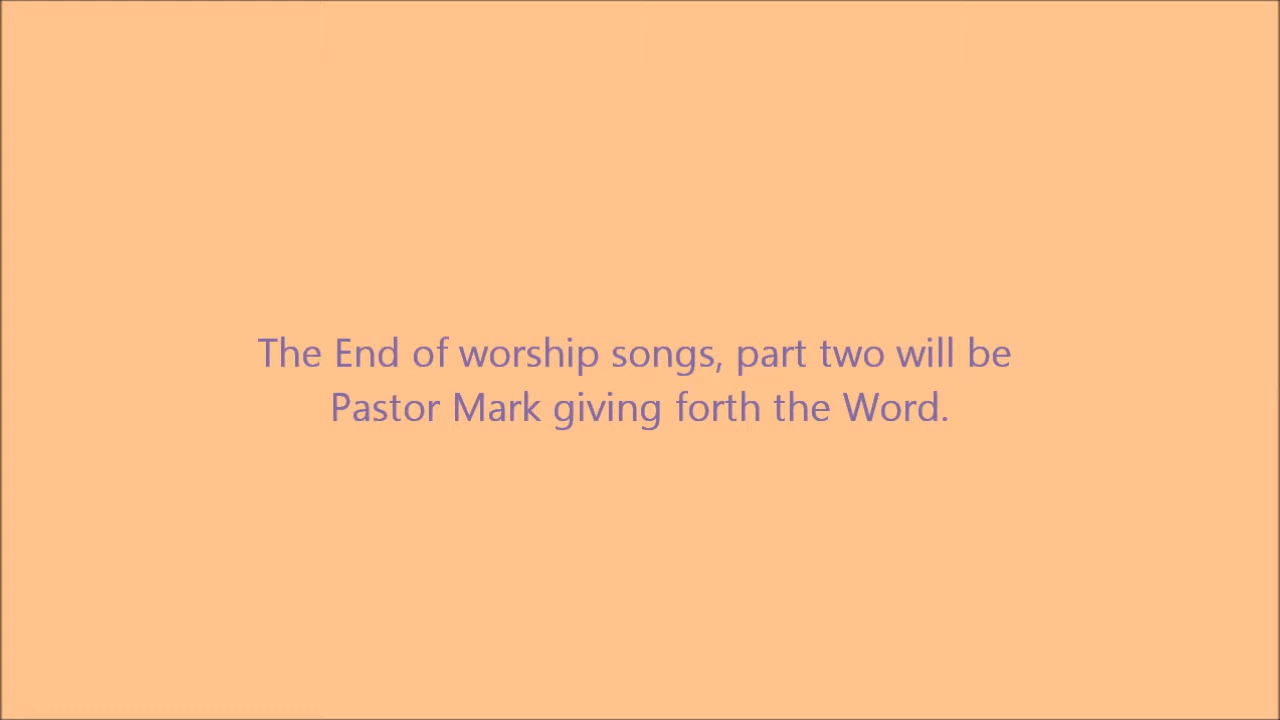 The End of worship songs, part two will be
Pastor Mark giving forth the Word.